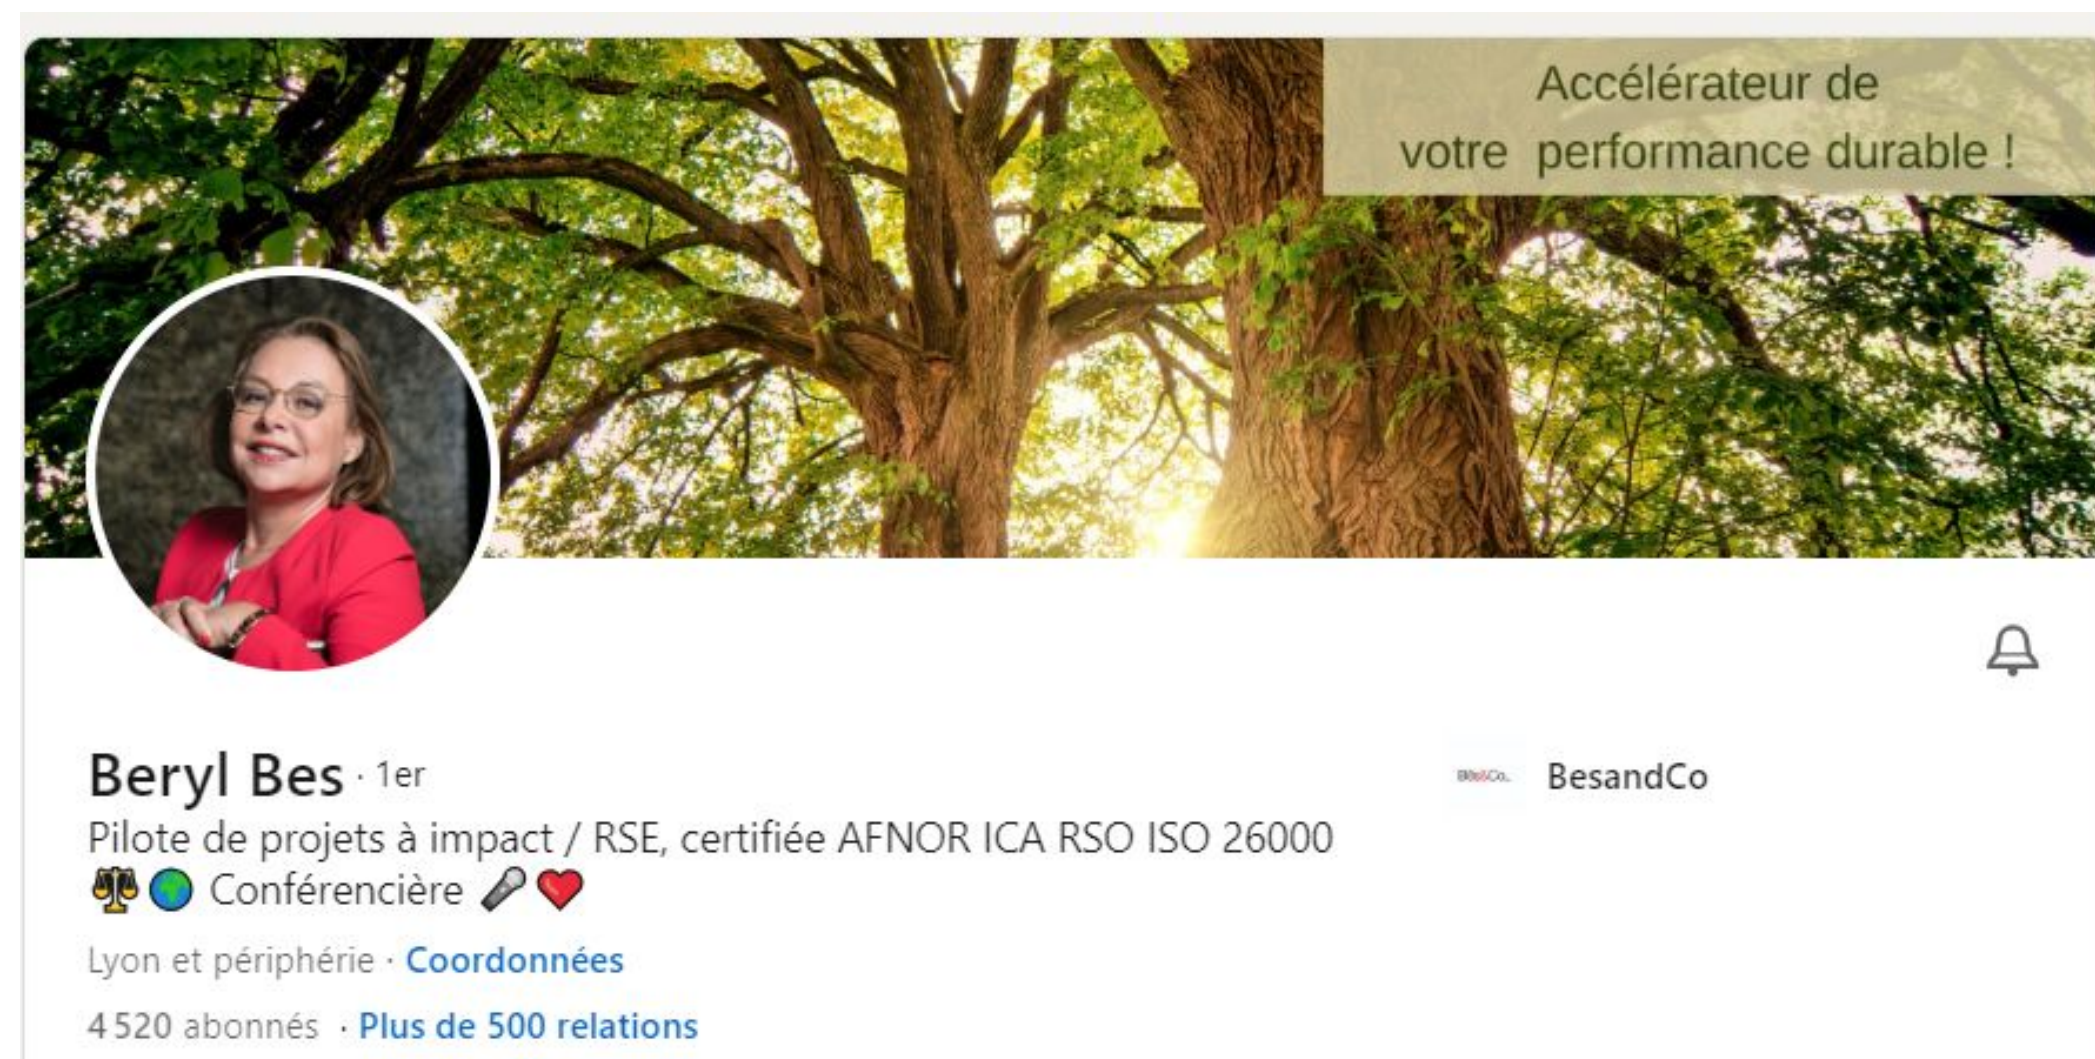 Accélérateur de
votre performance durable !
Beryl Bes · 1er
BesandCo
Pilote de projets à impact / RSE, certifiée AFNOR ICA RSO ISO 26000
⚖️🌍 Conférencière 🎤❤️
Lyon et périphérie · Coordonnées
4 520 abonnés · Plus de 500 relations